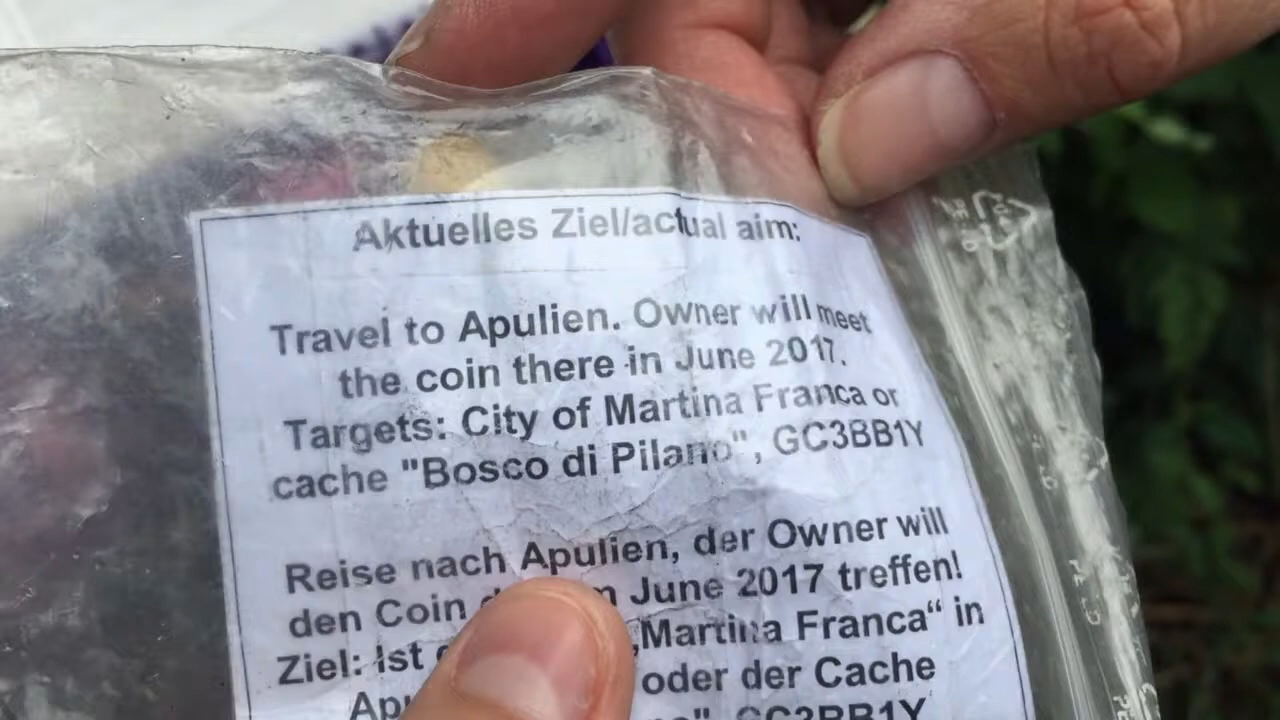 Aktuelles Ziel/actual aim:
Travel to Apulien. Owner will meet
the coin there in June 2017.
Targets: City of Martina Franca or
cache "Bosco di Pilano", GC3BB1Y
Reise nach Apulien, der Owner will
den Coin June 2017 treffen!
Ziel: Ist „Martina Franca“ in
oder der Cache
GC3BB1Y